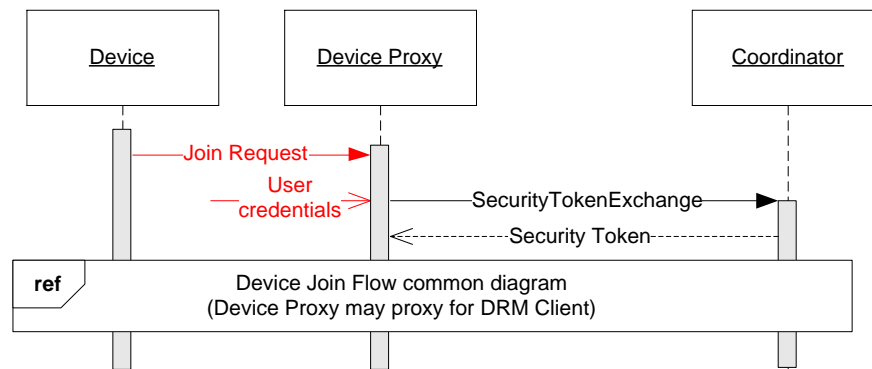 Device
Device Proxy
Coordinator
Join Request
User
credentials
SecurityTokenExchange
Security Token
ref
Device Join Flow common diagram
(Device Proxy may proxy for DRM Client)